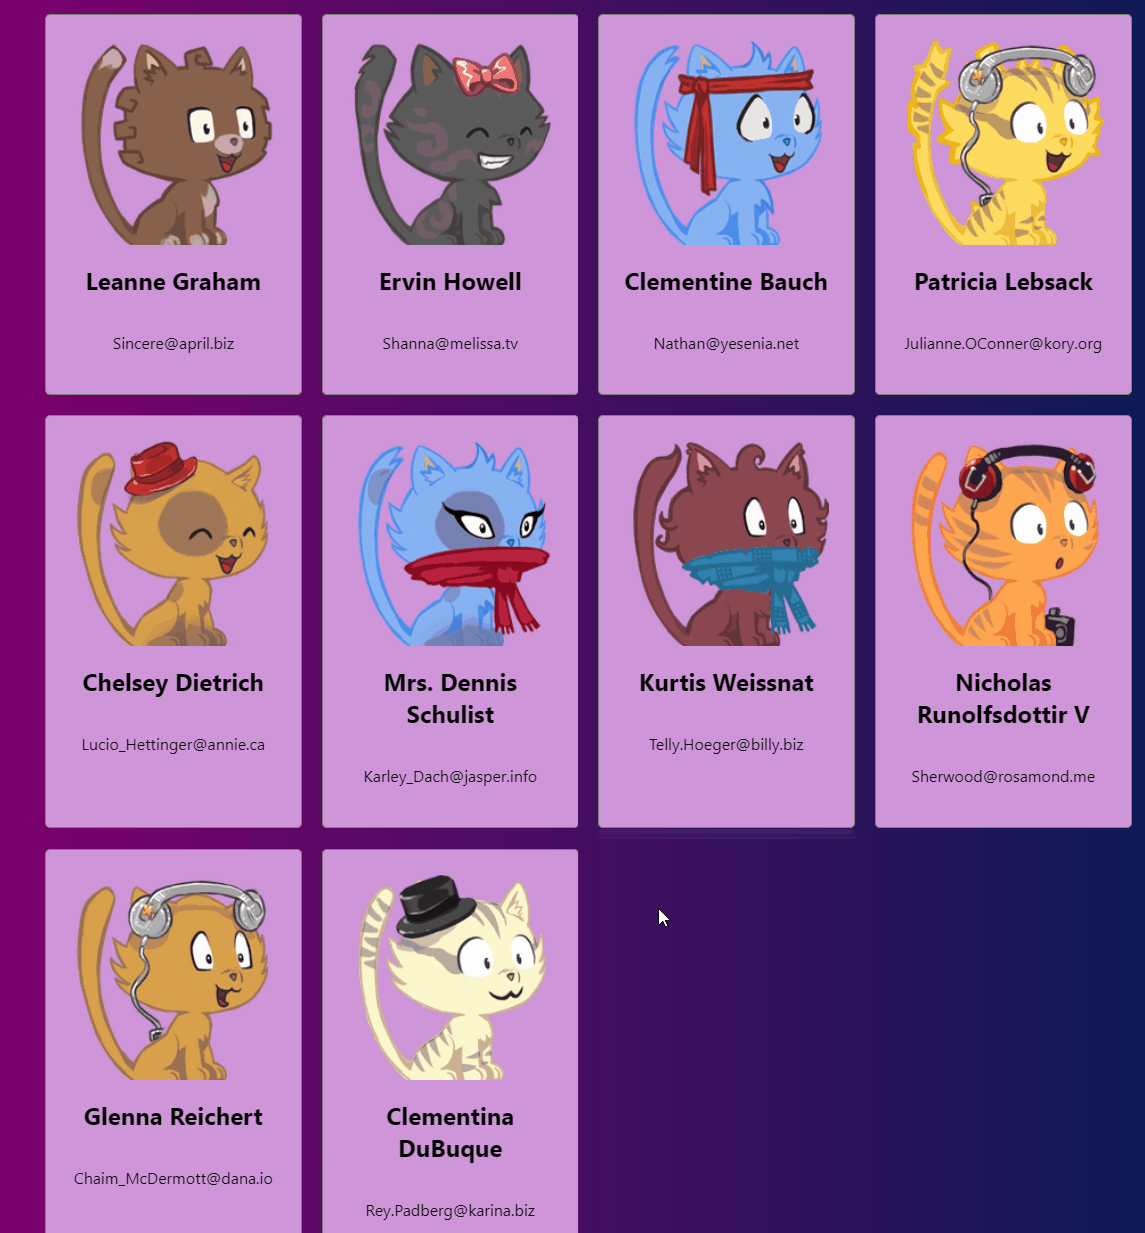 Leanne Graham
Sincere@april.biz
Ervin Howell
Shanna@melissa.tv
Clementine Bauch
Nathan@yesenia.net
Patricia Lebsack
Julianne.OConner@kory.org
Chelsey Dietrich
Lucio_Hettinger@annie.ca
Mrs. Dennis
Schulist
Karley_Dach@jasper.info
Kurtis Weissnat
Telly.Hoeger@billy.biz
Nicholas
Runolfsdottir V
Sherwood@rosamond.me
Glenna Reichert
Chaim_McDermott@dana.io
Clementina
DuBuque
Rey.Padberg@karina.biz